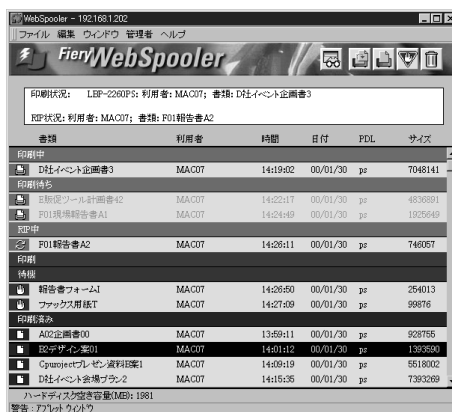 WebSpooler - 192.168.1.202
ファイル 編集 ウィンドウ 管理者 ヘルプ
Fiery WebSpooler
印刷状況: LBP-2260PS: 利用者: MAC07; 書類: D社イベント企画書3
RIP状況: 利用者: MAC07; 書類: F01報告書A2
書類 利用者 時間 日付 PDL サイズ
印刷中
D社イベント企画書3 MAC07 14:19:02 00/01/30 ps 7048141
印刷待ち
E販促ツール計画書42 MAC07 14:22:17 00/01/30 ps 4836891
F01現場報告書A1 MAC07 14:24:49 00/01/30 ps 1925649
RIP中
F01報告書A2 MAC07 14:26:11 00/01/30 ps 746057
印刷
待機
報告書フォームI MAC07 14:26:50 00/01/30 ps 254013
ファックス用紙T MAC07 14:27:09 00/01/30 ps 99876
印刷済み
A02企画書00 MAC07 13:59:11 00/01/30 ps 928755
B2デザイン案01 MAC07 14:01:12 00/01/30 ps 1393590
Cprojectプレゼン資料B案1 MAC07 14:09:19 00/01/30 ps 5518002
D社イベント会場プラン2 MAC07 14:15:35 00/01/30 ps 7393269
ハードディスク空き容量(MB): 1981
警告 : アプレット ウィンドウ